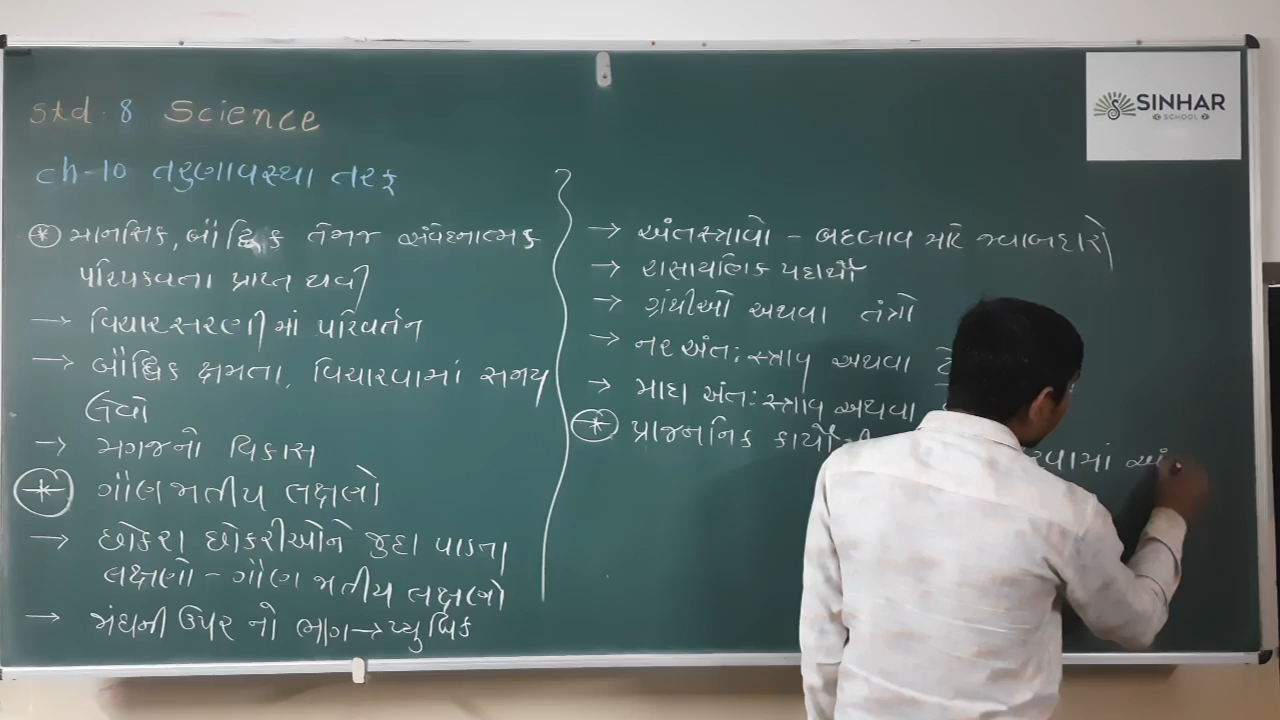 SINHAR
SCHOOL
Std. 8 Science
ch-10 તરુણાવસ્થા તરફ
* માનસિક, બૌદ્ધિક તેમજ સંવેદનાત્મક
પરિપક્વતા પ્રાપ્ત થવી
→ વિચારસરણીમાં પરિવર્તન
→ બૌદ્ધિક ક્ષમતા, વિચારવામાં સમય
લેવો
→ મગજનો વિકાસ
* ગૌણ જાતીય લક્ષણો
→ છોકરા છોકરીઓને જુદા પાડતા
લક્ષણો - ગૌણ જાતીય લક્ષણો
→ જંઘની ઉપર નો ભાગ → પ્યુબિક
→ અંતસ્ત્રાવો - બદલાવ માટે જવાબદારો
→ રાસાયણિક પદાર્થો
→ ગ્રંથીઓ અથવા તંત્રો
→ નર અંત:સ્ત્રાવ અથવા
→ માદા અંત:સ્ત્રાવ અથવા
* પ્રાજનનિક કાર્યો